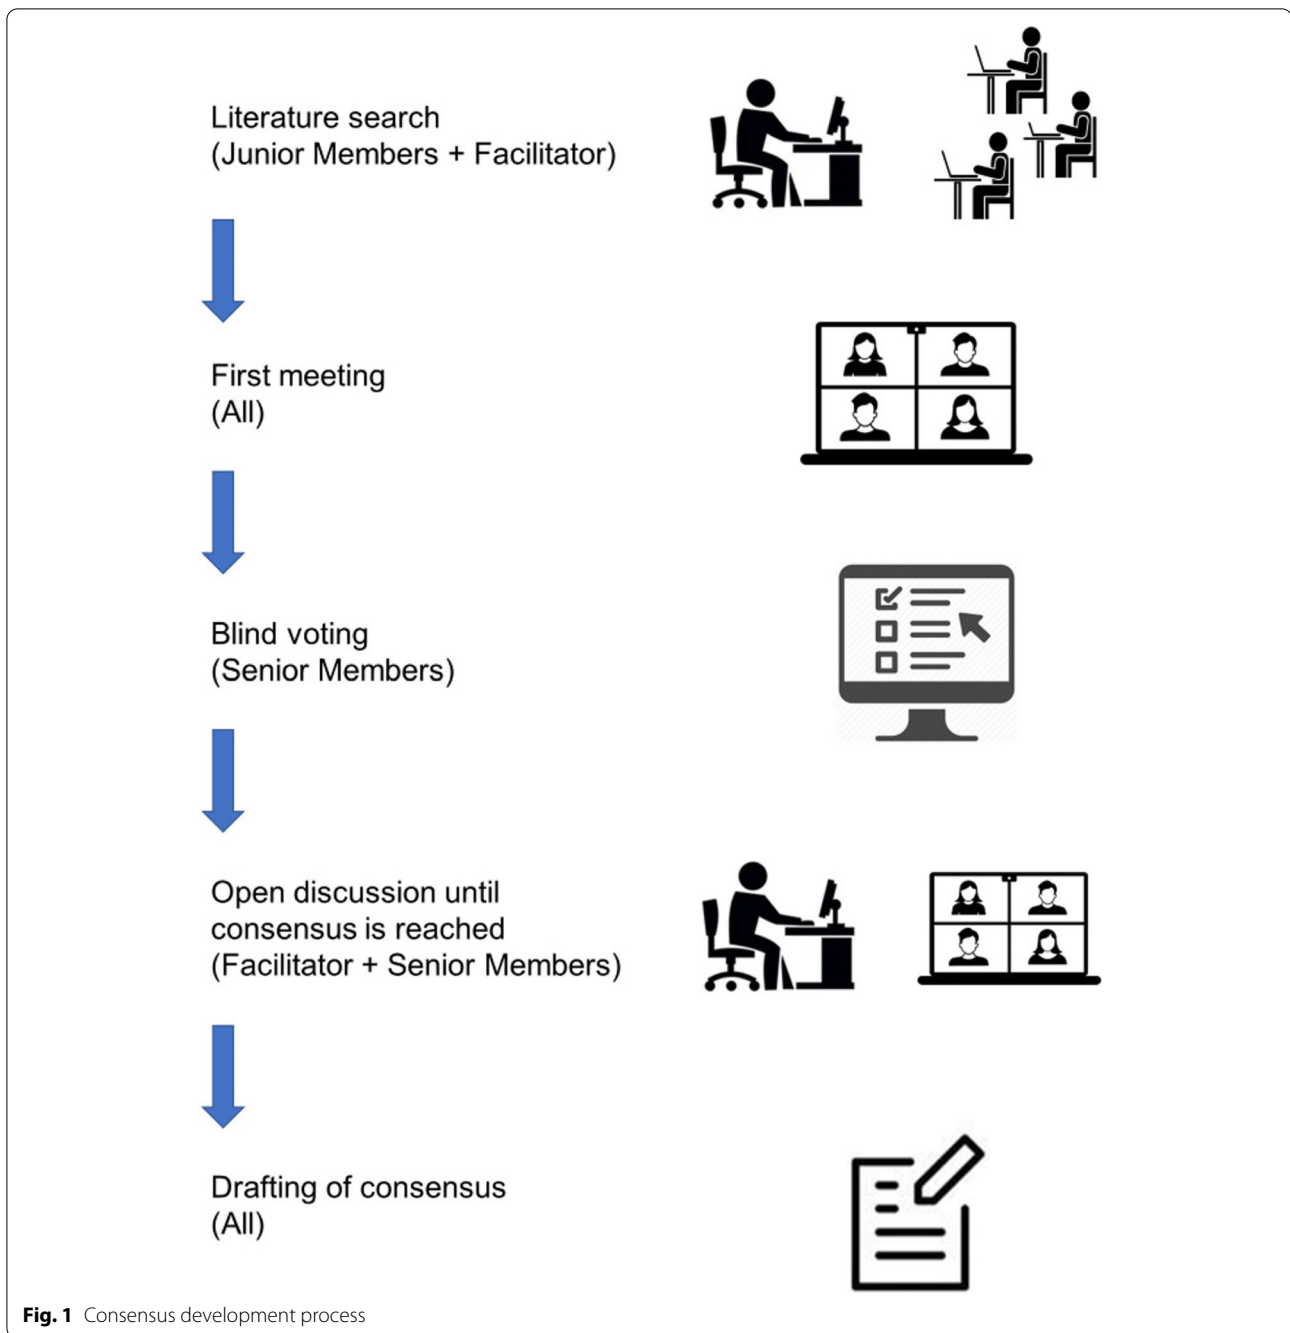 Literature search
(Junior Members + Facilitator)
First meeting
(All)
Blind voting
(Senior Members)
Open discussion until
consensus is reached
(Facilitator + Senior Members)
Drafting of consensus
(All)
Fig. 1 Consensus development process